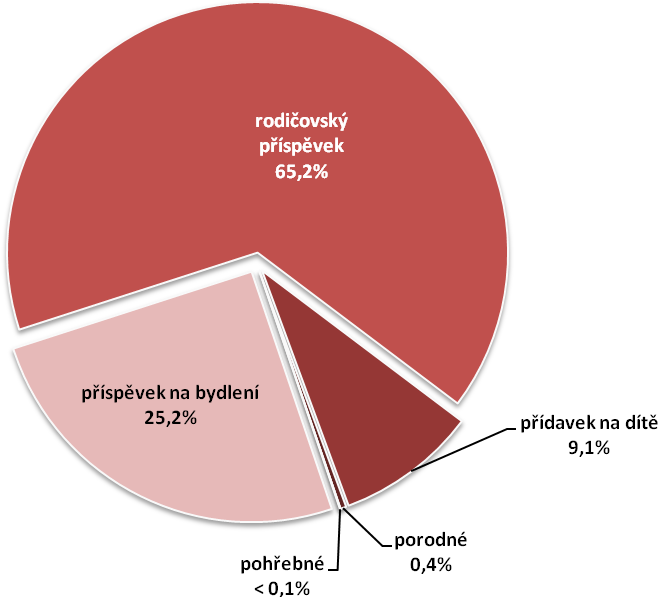 rodičovský
příspěvek
65,2%
příspěvek na bydlení
25,2%
přídavek na dítě
9,1%
porodné
0,4%
pohřebné
< 0,1%